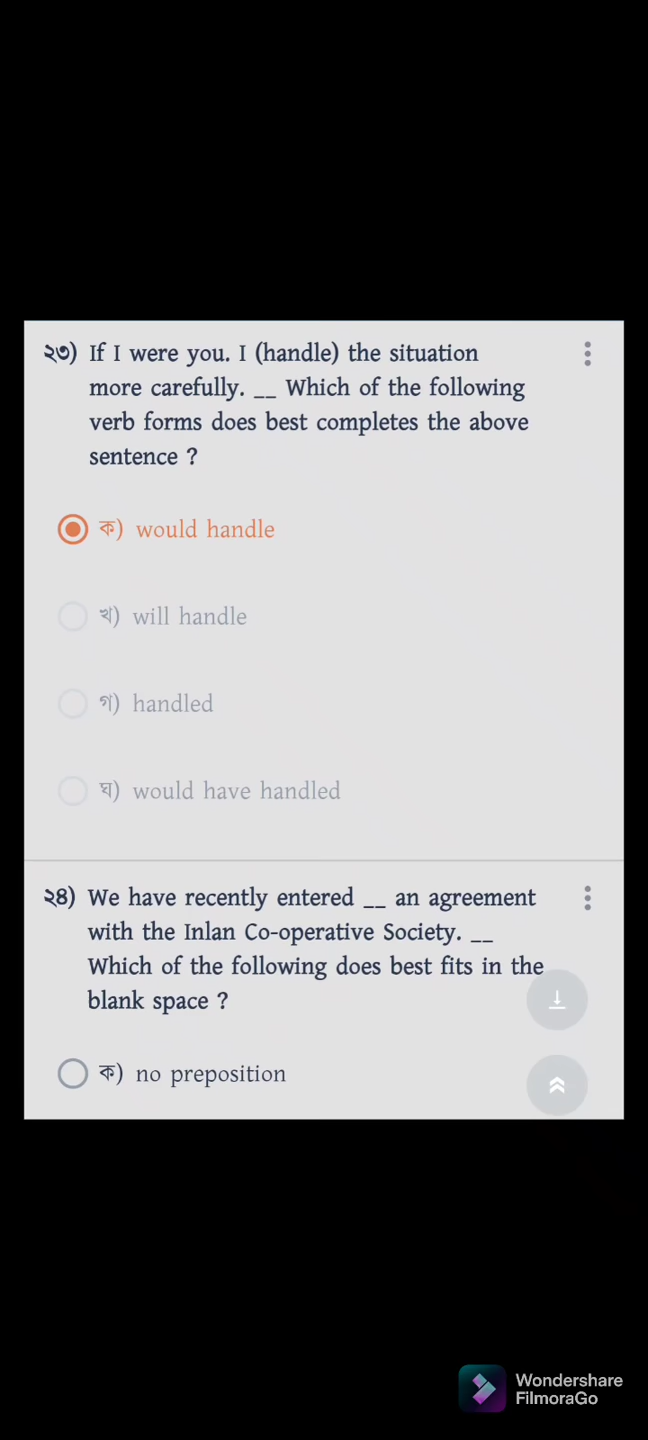 ২৩) If I were you. I (handle) the situation
more carefully. __ Which of the following
verb forms does best completes the above
sentence ?
ক) would handle
খ) will handle
গ) handled
ঘ) would have handled
২৪) We have recently entered __ an agreement
with the Inlan Co-operative Society. __
Which of the following does best fits in the
blank space ?
ক) no preposition
Wondershare
FilmoraGo